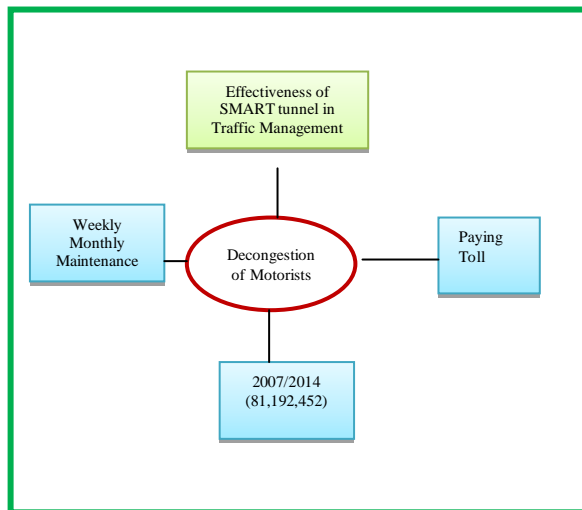 Effectiveness of
SMART tunnel in
Traffic Management
Weekly
Monthly
Maintenance
Decongestion
of Motorists
Paying
Toll
2007/2014
(81,192,452)